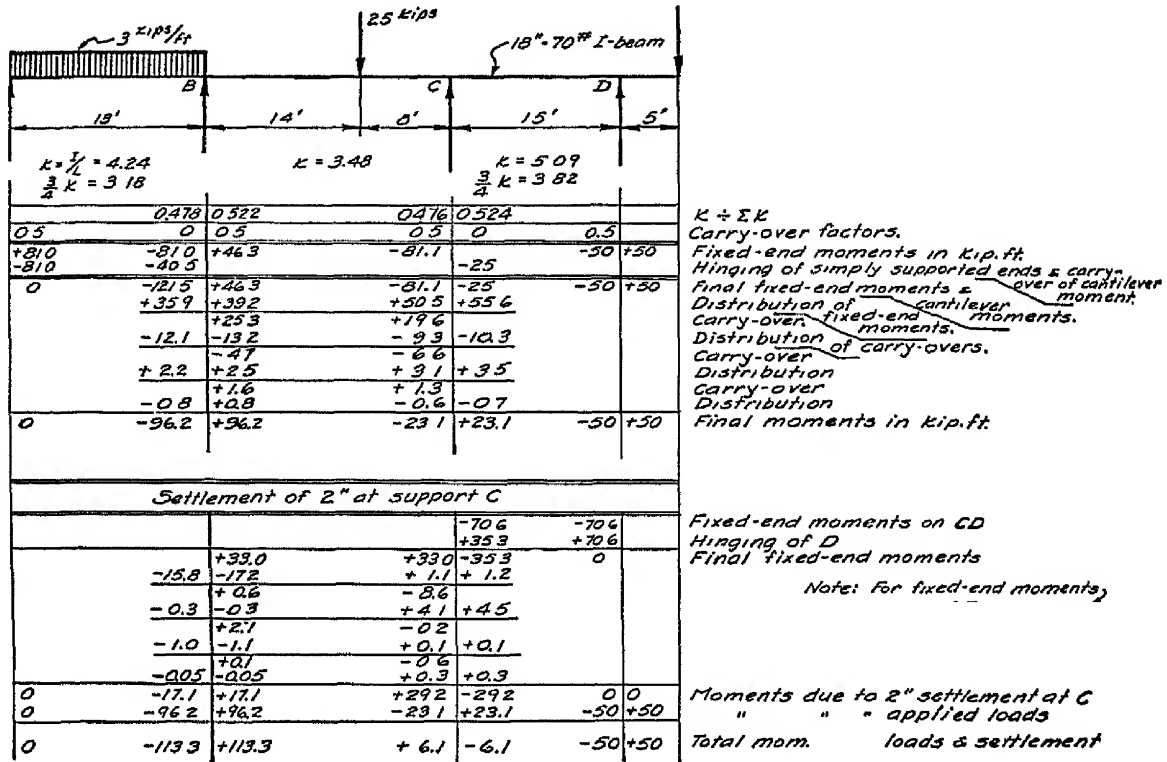 3 kips/ft
25 kips
18"-70# I-beam
B C D
18' 14' 8' 15' 5'
K = I/L = 4.24 K = 3.48 K = 5 09
3/4 K = 3 18 3/4 K = 3 82
0.478 0 522 0476 0.524 K ÷ ΣK
0 5 0 0 5 0 5 0 0.5 Carry-over factors.
+810 -810 +46 3 -81.1 -50 +50 Fixed-end moments in kip.ft.
-810 -40 5 -25 Hinging of simply supported ends & carry-over of cantilever moment.
0 -121 5 +46 3 -81.1 -25 -50 +50 Final fixed-end moments & cantilever moments.
+35 9 +39 2 +50 5 +55 6 Distribution of fixed-end moments.
+25 3 +19 6 Carry-over.
-12.1 -13 2 - 9 3 -10.3 Distribution of carry-overs.
- 4 7 - 6 6 Carry-over
+ 2.2 +2 5 + 3 1 +3 5 Distribution
+1.6 + 1.3 Carry-over
-0 8 +0.8 -0.6 -0 7 Distribution
0 -96.2 +96.2 -23 1 +23.1 -50 +50 Final moments in kip.ft.
Settlement of 2" at support C
-70 6 -70 6 Fixed-end moments on CD
+35 3 +70 6 Hinging of D
+33.0 +33 0 -35 3 0 Final fixed-end moments
-15.8 -17 2 + 1.1 + 1.2
Note: For fixed-end moments,
+ 0.6 - 8.6
- 0.3 -0 3 +4 1 +4 5
+2.1 -0 2
- 1.0 -1.1 + 0.1 +0.1
+0.1 -0 6
-0.05 -0.05 +0.3 +0.3
0 -17.1 +17.1 +29 2 -29 2 0 0 Moments due to 2" settlement at C
0 -96 2 +96.2 -23 1 +23.1 -50 +50 " " " applied loads
0 -113 3 +113.3 + 6.1 -6.1 -50 +50 Total mom. loads & settlement